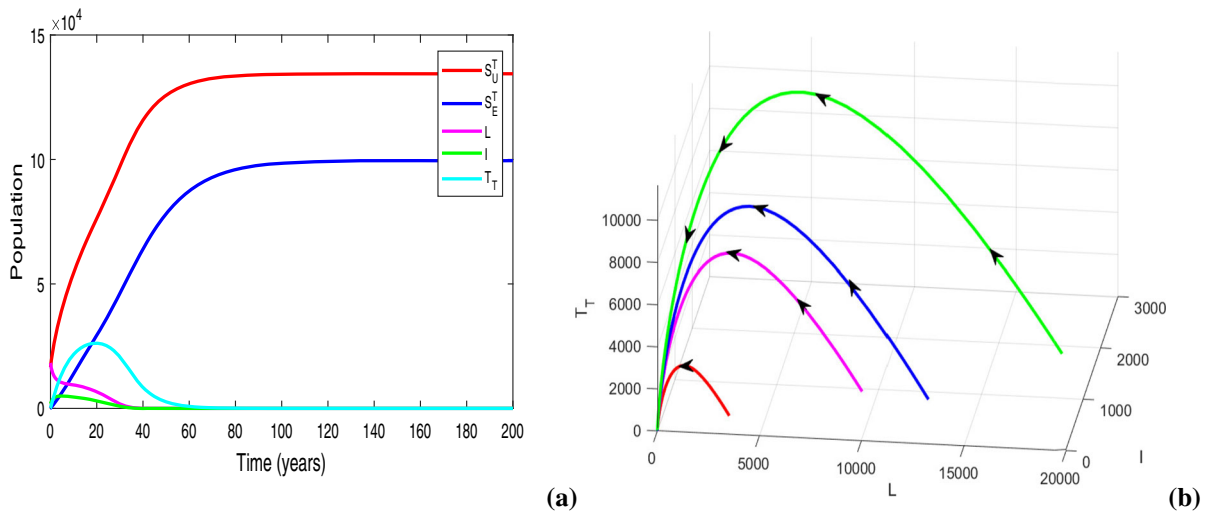 ×10⁴
15
10
5
0
Population
0 20 40 60 80 100 120 140 160 180 200
Time (years)
S_U^T
S_E^T
L
I
T_T
(a)
10000
8000
6000
4000
2000
0
T_T
0 5000 10000 15000 20000
L
3000
2000
1000
0
I
(b)